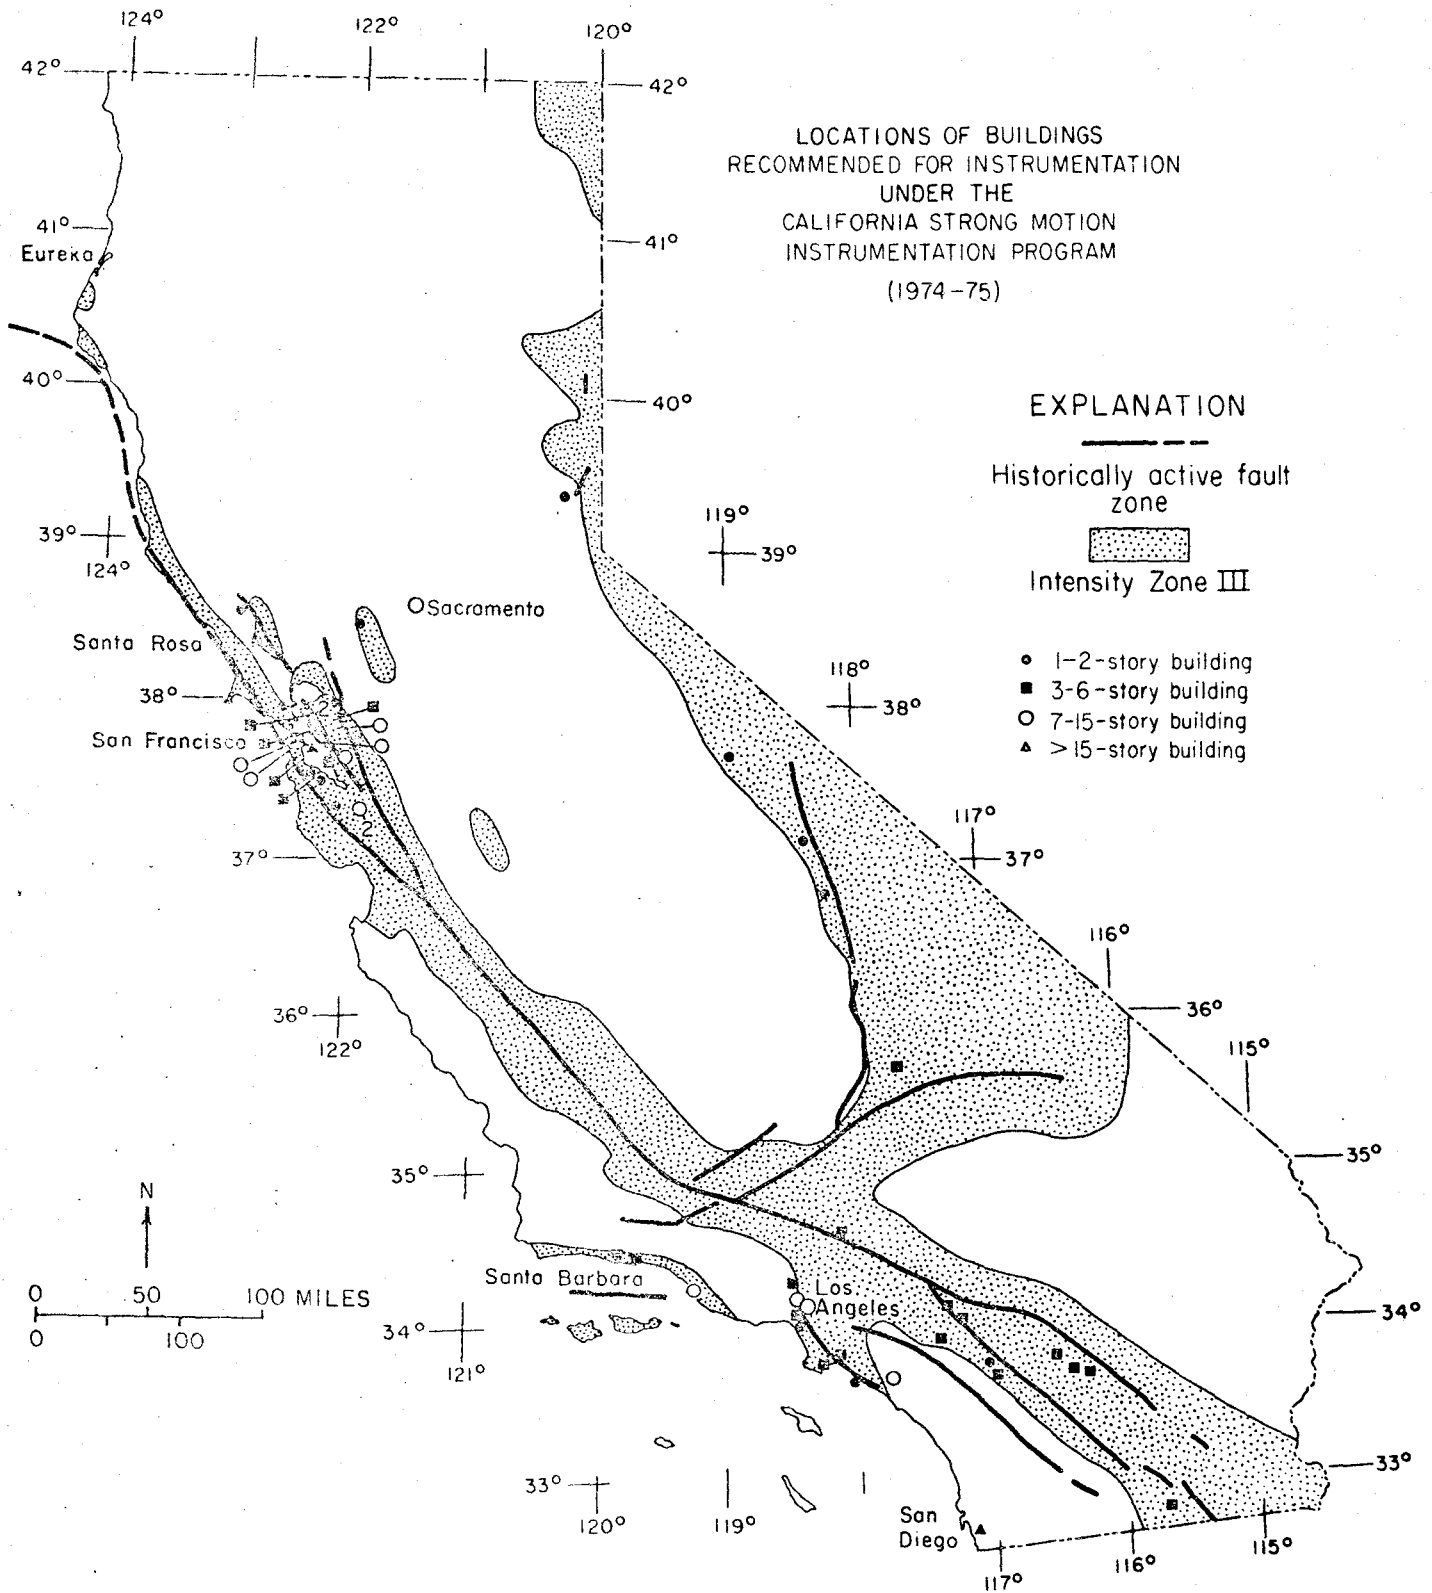 124°
122°
120°
42°
42°
LOCATIONS OF BUILDINGS
RECOMMENDED FOR INSTRUMENTATION
UNDER THE
CALIFORNIA STRONG MOTION
INSTRUMENTATION PROGRAM
(1974-75)
41°
41°
Eureka
40°
40°
EXPLANATION
Historically active fault
zone
Intensity Zone III
39°
124°
119°
39°
Sacramento
Santa Rosa
1-2-story building
3-6-story building
7-15-story building
>15-story building
38°
118°
38°
2
San Francisco
2
37°
117°
37°
116°
36°
122°
36°
115°
35°
35°
N
0 50 100 MILES
0 100
Santa Barbara
Los
Angeles
34°
121°
34°
33°
120°
119°
33°
San
Diego
117°
116°
115°